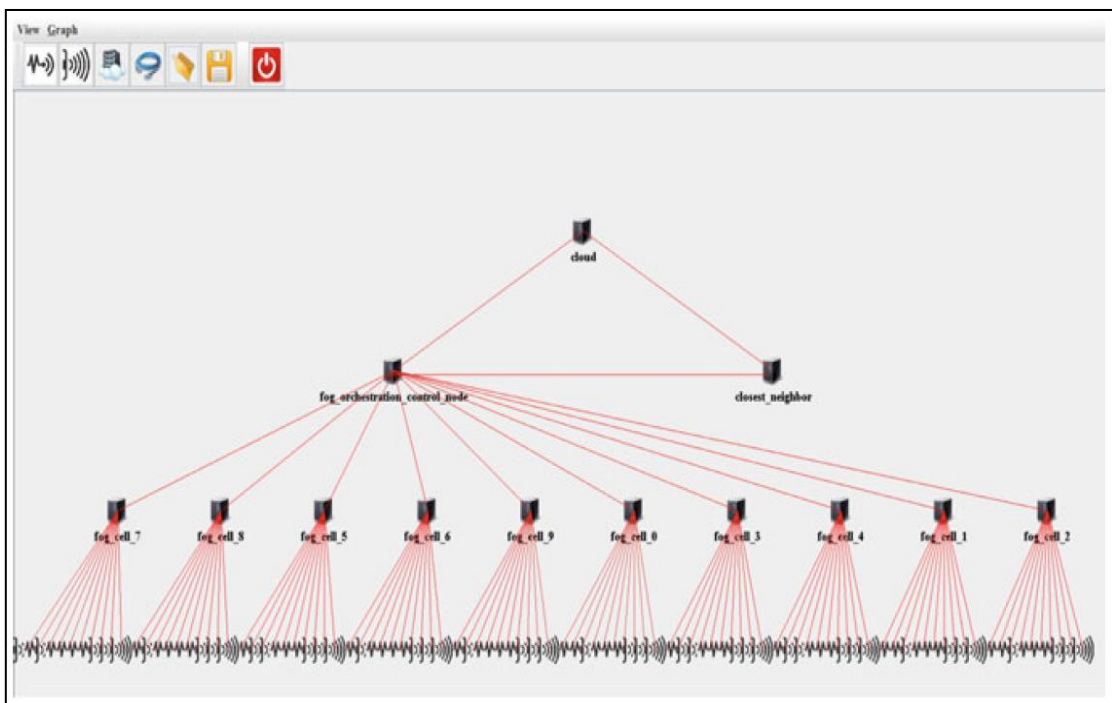 View Graph
cloud
fog_orchestration_control_node
closest_neighbor
fog_cell_7 fog_cell_8 fog_cell_5 fog_cell_6 fog_cell_9 fog_cell_0 fog_cell_3 fog_cell_4 fog_cell_1 fog_cell_2